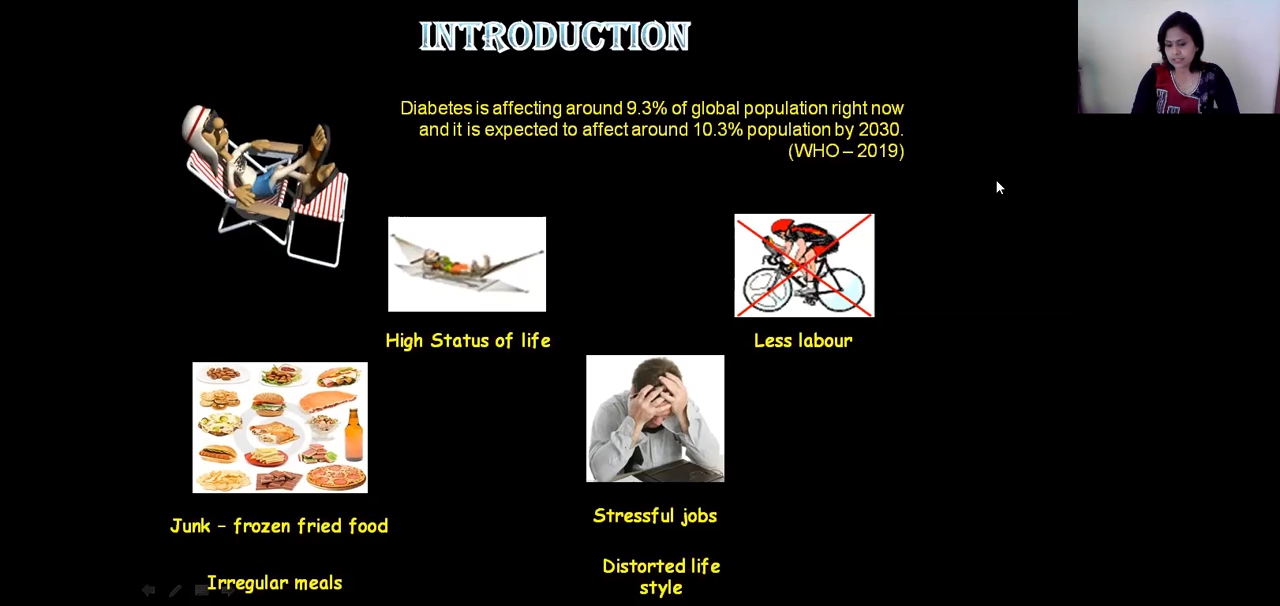 INTRODUCTION
Diabetes is affecting around 9.3% of global population right now
and it is expected to affect around 10.3% population by 2030.
(WHO – 2019)
High Status of life
Less labour
Junk – frozen fried food
Stressful jobs
Irregular meals
Distorted life
style